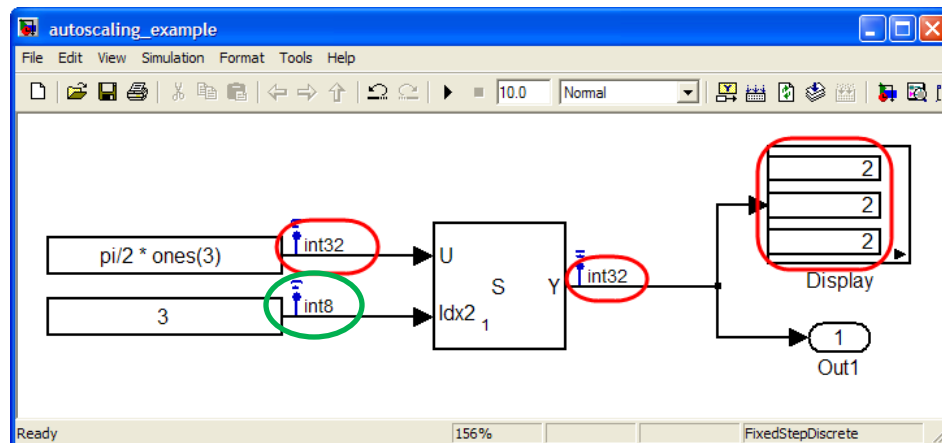 autoscaling_example
File Edit View Simulation Format Tools Help
10.0 Normal
pi/2 * ones(3)
int32
3
int8
U
Idx2
S
1
Y
int32
2
2
2
Display
1
Out1
Ready 156% FixedStepDiscrete